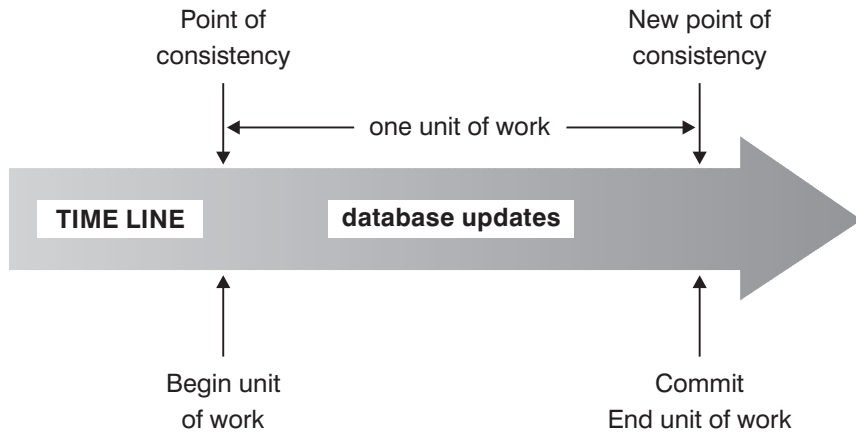 Point of
consistency
New point of
consistency
one unit of work
TIME LINE
database updates
Begin unit
of work
Commit
End unit of work